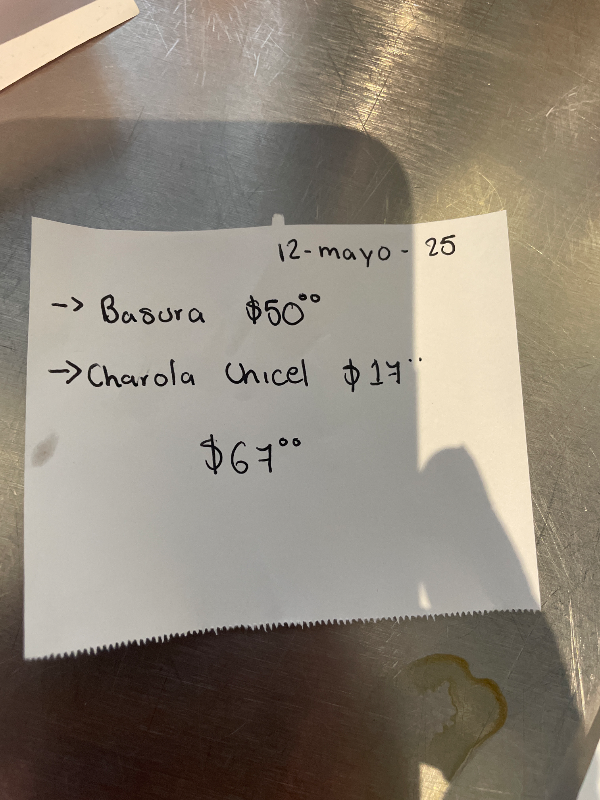 12-mayo-25
→ Basura $50°°
→ Charola Unicel $17°°
$67°°